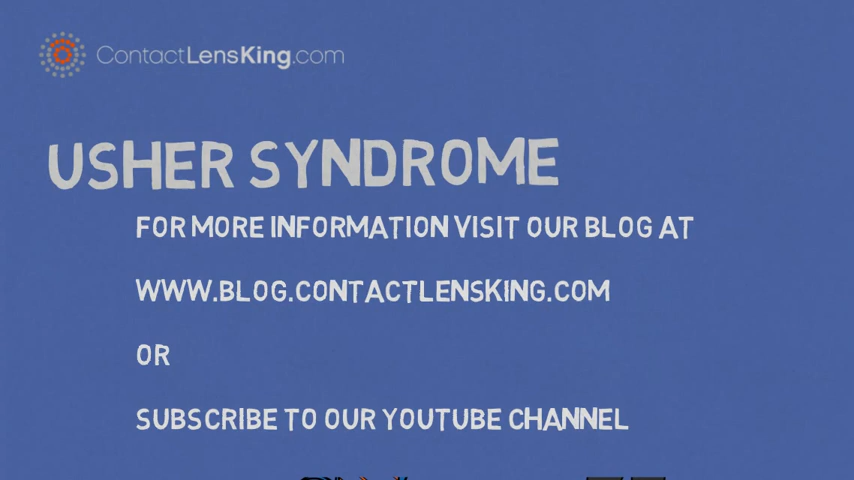 ContactLensKing.com
USHER SYNDROME
FOR MORE INFORMATION VISIT OUR BLOG AT
WWW.BLOG.CONTACTLENSKING.COM
OR
SUBSCRIBE TO OUR YOUTUBE CHANNEL